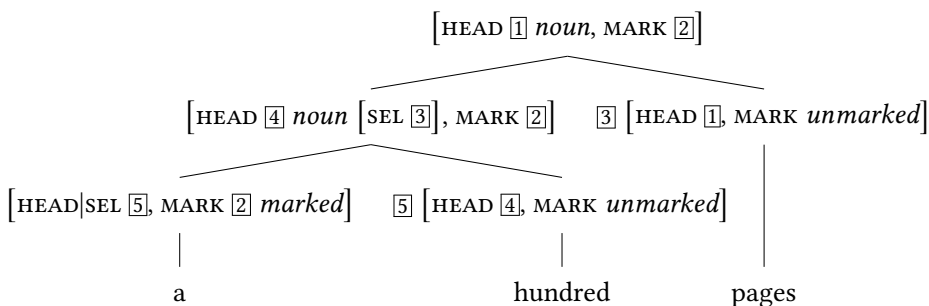 [HEAD 1 noun, MARK 2]
[HEAD 4 noun [SEL 3], MARK 2] 3 [HEAD 1, MARK unmarked]
[HEAD|SEL 5, MARK 2 marked] 5 [HEAD 4, MARK unmarked]
a hundred pages